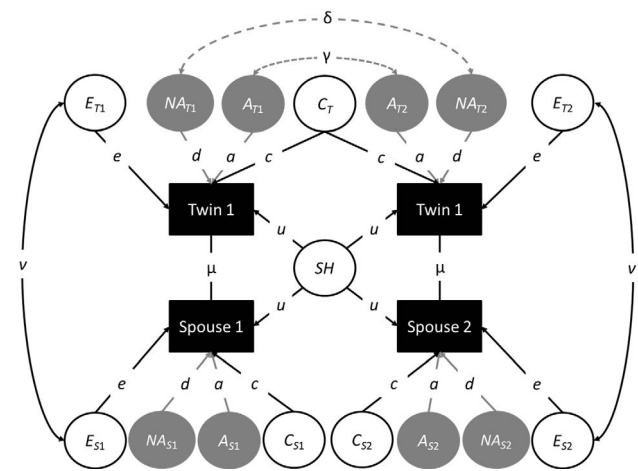 δ
γ
E_T1 NA_T1 A_T1 C_T A_T2 NA_T2 E_T2
e d a c c a d e
Twin 1 Twin 1
u u
ν μ SH μ ν
u u
Spouse 1 Spouse 2
e d a c c a d e
E_S1 NA_S1 A_S1 C_S1 C_S2 A_S2 NA_S2 E_S2